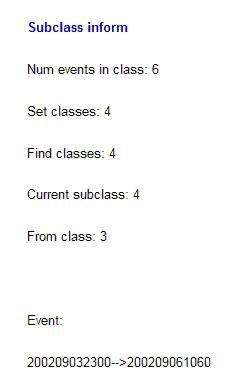 Subclass inform
Num events in class: 6
Set classes: 4
Find classes: 4
Current subclass: 4
From class: 3
Event:
200209032300-->200209061060